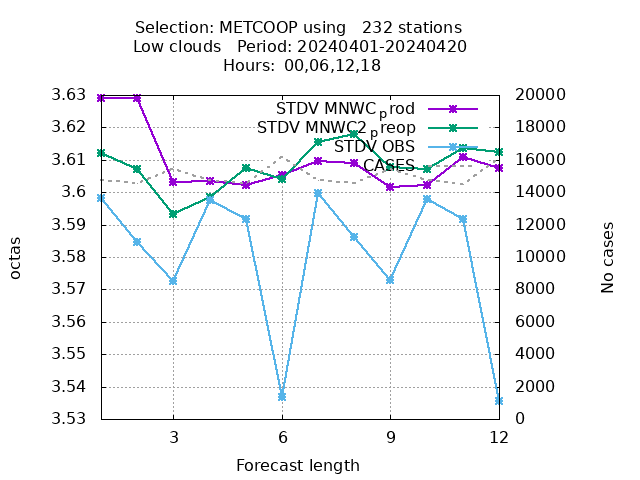 Selection: METCOOP using 232 stations
Low clouds Period: 20240401-20240420
Hours: 00,06,12,18
STDV MNWC_prod
STDV MNWC2_preop
STDV OBS
CASES
3.63
3.62
3.61
3.6
3.59
3.58
3.57
3.56
3.55
3.54
3.53
octas
20000
18000
16000
14000
12000
10000
8000
6000
4000
2000
0
No cases
3 6 9 12
Forecast length